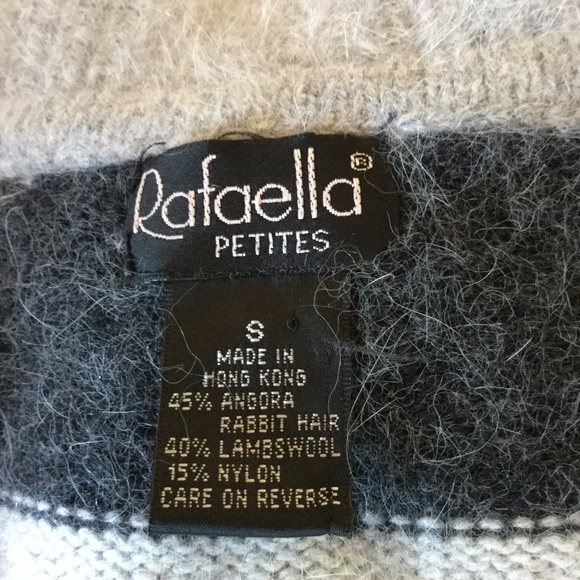 Rafaella®
PETITES
S
MADE IN
HONG KONG
45% ANGORA
RABBIT HAIR
40% LAMBSWOOL
15% NYLON
CARE ON REVERSE